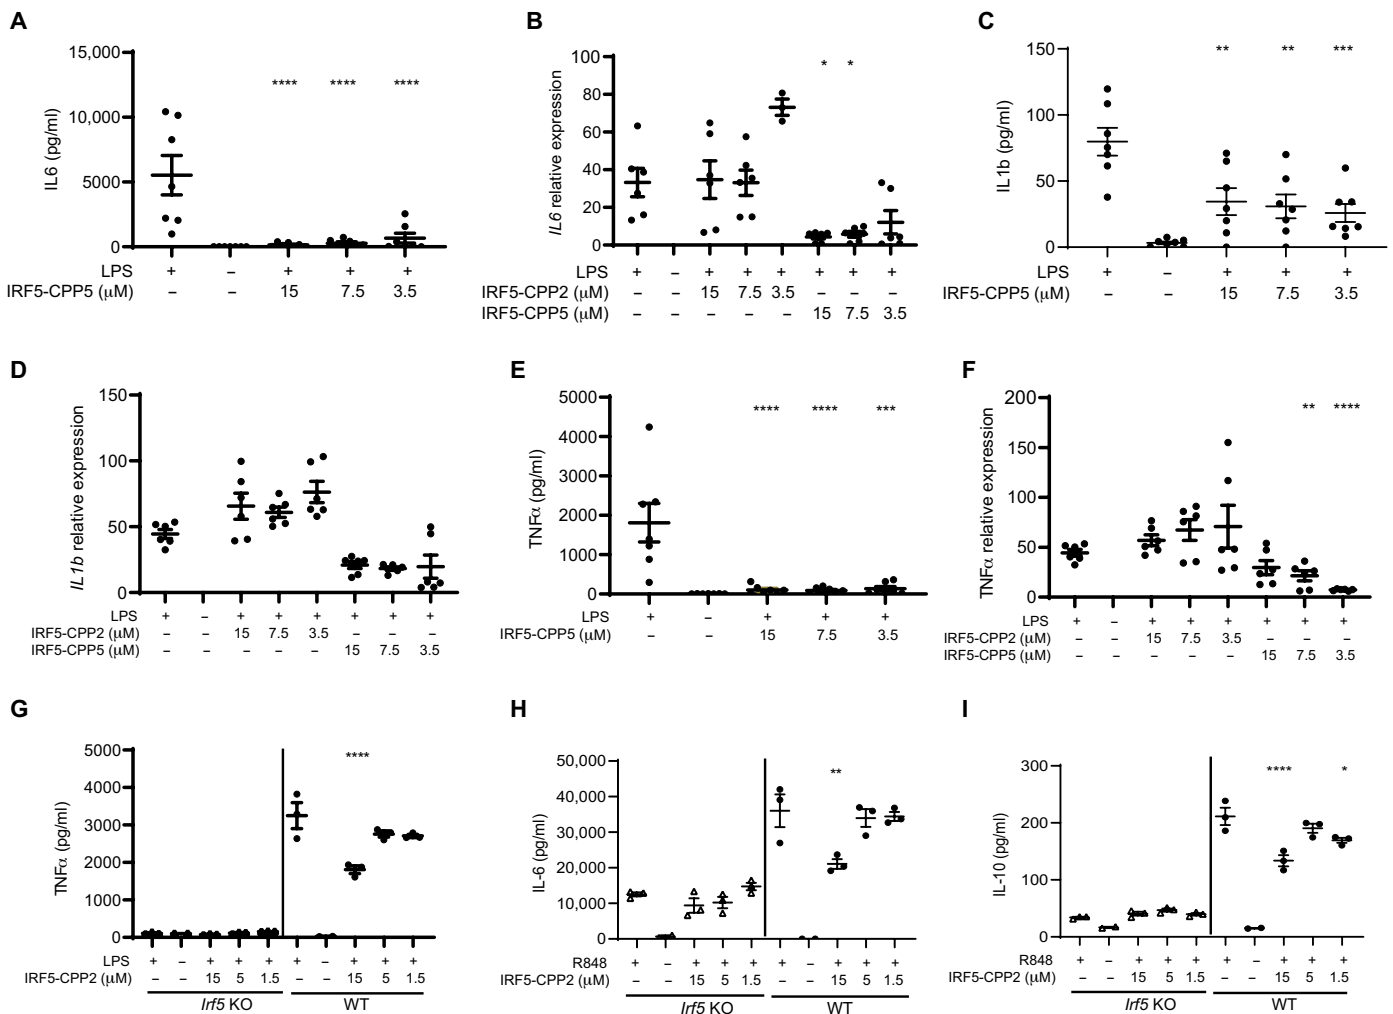 A
IL6 (pg/ml)
15,000
10,000
5000
0
**** **** ****
LPS + – + + +
IRF5-CPP5 (μM) – – 15 7.5 3.5
B
IL6 relative expression
100
80
60
40
20
0
* *
LPS + – + + + + + +
IRF5-CPP2 (μM) – – 15 7.5 3.5 – – –
IRF5-CPP5 (μM) – – – – – 15 7.5 3.5
C
IL1b (pg/ml)
150
100
50
0
** ** ***
LPS + – + + +
IRF5-CPP5 (μM) – – 15 7.5 3.5
D
IL1b relative expression
150
100
50
0
LPS + – + + + + + +
IRF5-CPP2 (μM) – – 15 7.5 3.5 – – –
IRF5-CPP5 (μM) – – – – – 15 7.5 3.5
E
TNFα (pg/ml)
5000
4000
3000
2000
1000
0
**** **** ***
LPS + – + + +
IRF5-CPP5 (μM) – – 15 7.5 3.5
F
TNFα relative expression
200
150
100
50
0
** ****
LPS + – + + + + + +
IRF5-CPP2 (μM) – – 15 7.5 3.5 – – –
IRF5-CPP5 (μM) – – – – – 15 7.5 3.5
G
TNFα (pg/ml)
5000
4000
3000
2000
1000
0
****
LPS + – + + + + – + + +
IRF5-CPP2 (μM) – – 15 5 1.5 – – 15 5 1.5
Irf5 KO WT
H
IL-6 (pg/ml)
50,000
40,000
30,000
20,000
10,000
0
**
R848 + – + + + + – + + +
IRF5-CPP2 (μM) – – 15 5 1.5 – – 15 5 1.5
Irf5 KO WT
I
IL-10 (pg/ml)
300
200
100
0
**** *
R848 + – + + + + – + + +
IRF5-CPP2 (μM) – – 15 5 1.5 – – 15 5 1.5
Irf5 KO WT